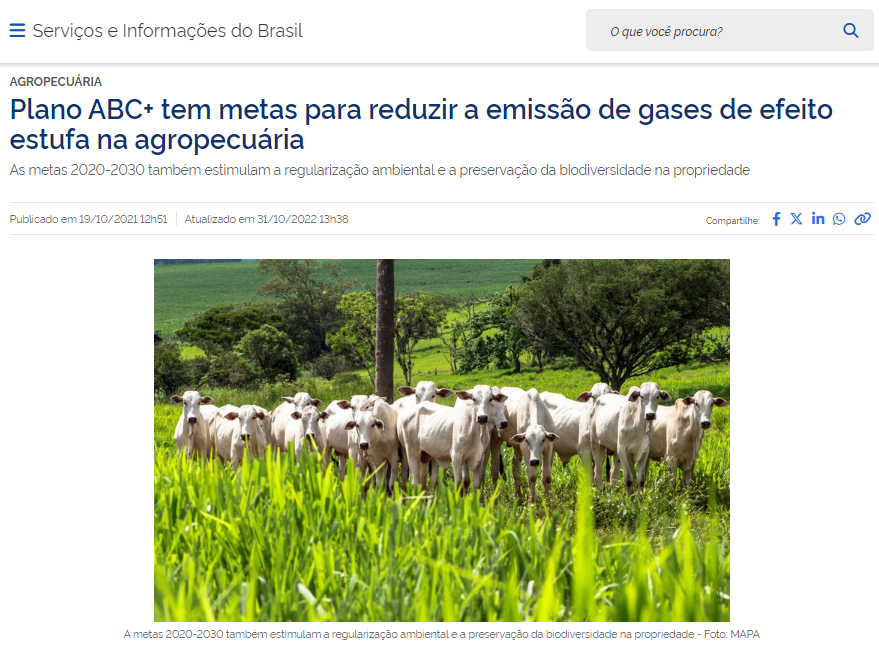 Serviços e Informações do Brasil
O que você procura?
AGROPECUÁRIA
Plano ABC+ tem metas para reduzir a emissão de gases de efeito
estufa na agropecuária
As metas 2020-2030 também estimulam a regularização ambiental e a preservação da biodiversidade na propriedade
Publicado em 19/10/2021 12h51 Atualizado em 31/10/2022 13h38
Compartilhe:
A metas 2020-2030 também estimulam a regularização ambiental e a preservação da biodiversidade na propriedade - Foto: MAPA